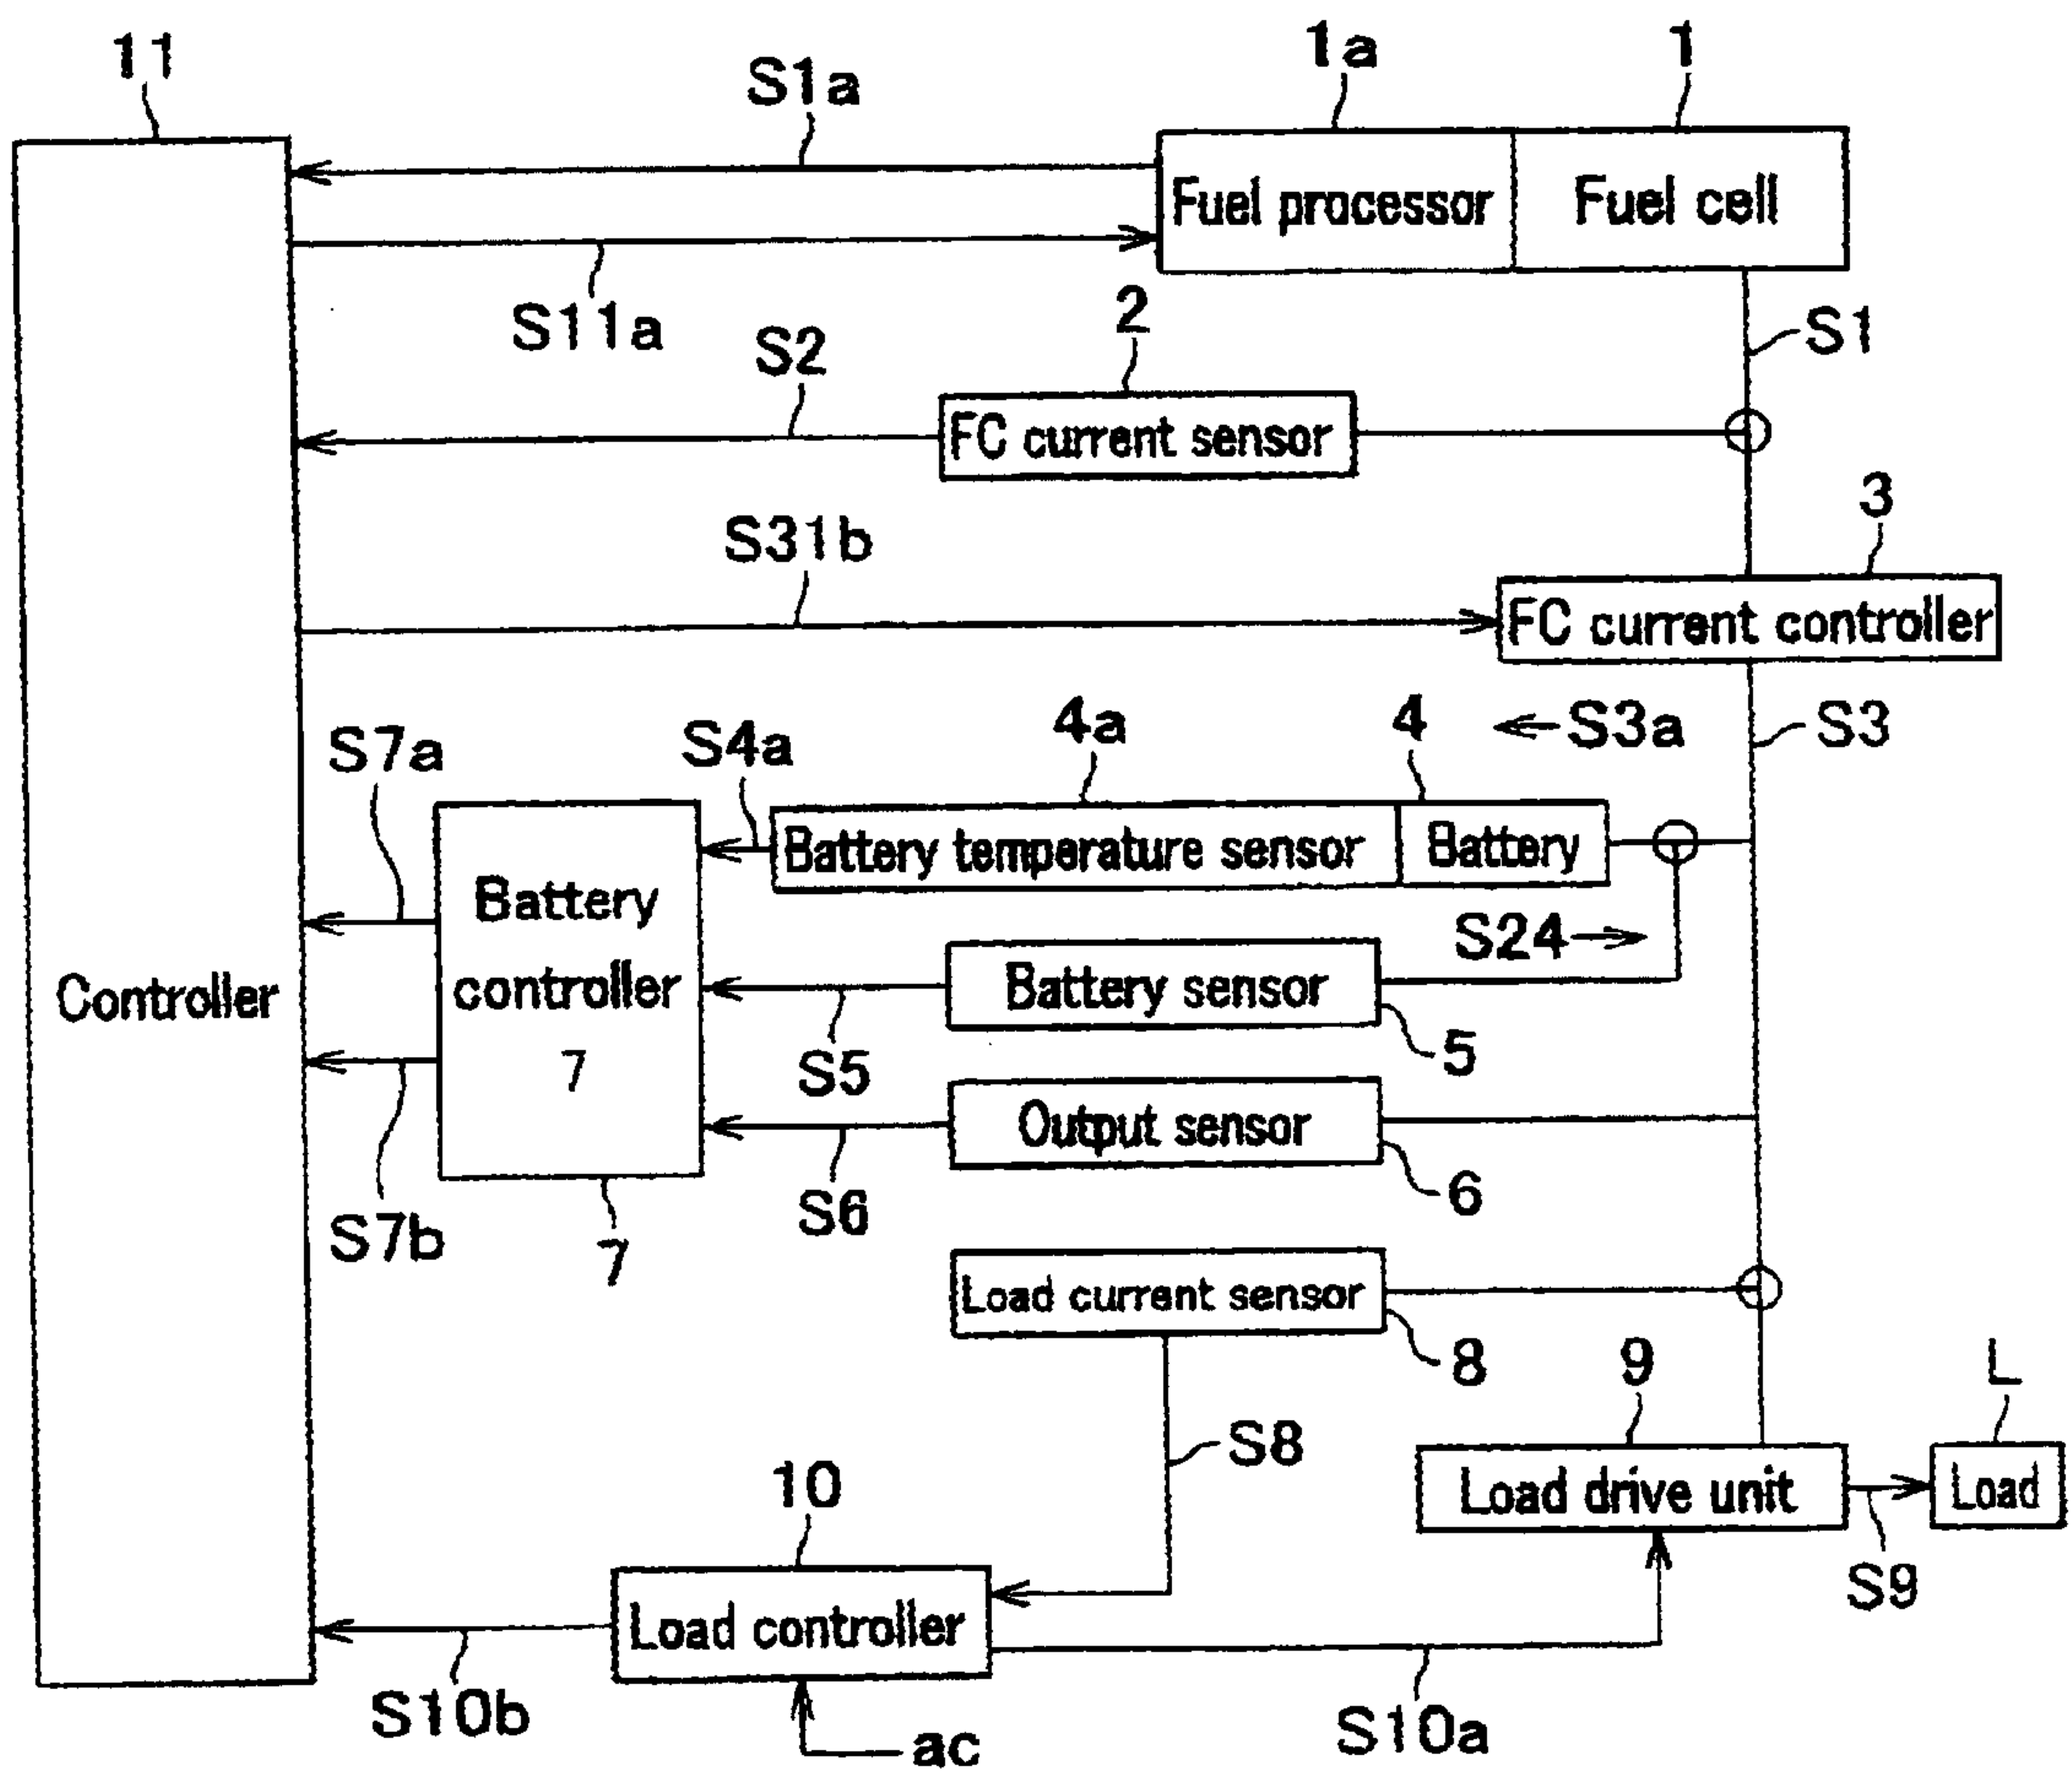 11
S1a
1a
1
Fuel processor
Fuel cell
S11a
S1
2
S2
FC current sensor
3
S31b
FC current controller
S3a
S3
4a
4
S4a
S7a
Battery temperature sensor
Battery
Battery
controller
7
S24
Battery sensor
5
S5
Controller
Output sensor
6
S6
S7b
7
Load current sensor
8
9
L
S8
Load drive unit
Load
S9
10
Load controller
S10b
S10a
ac